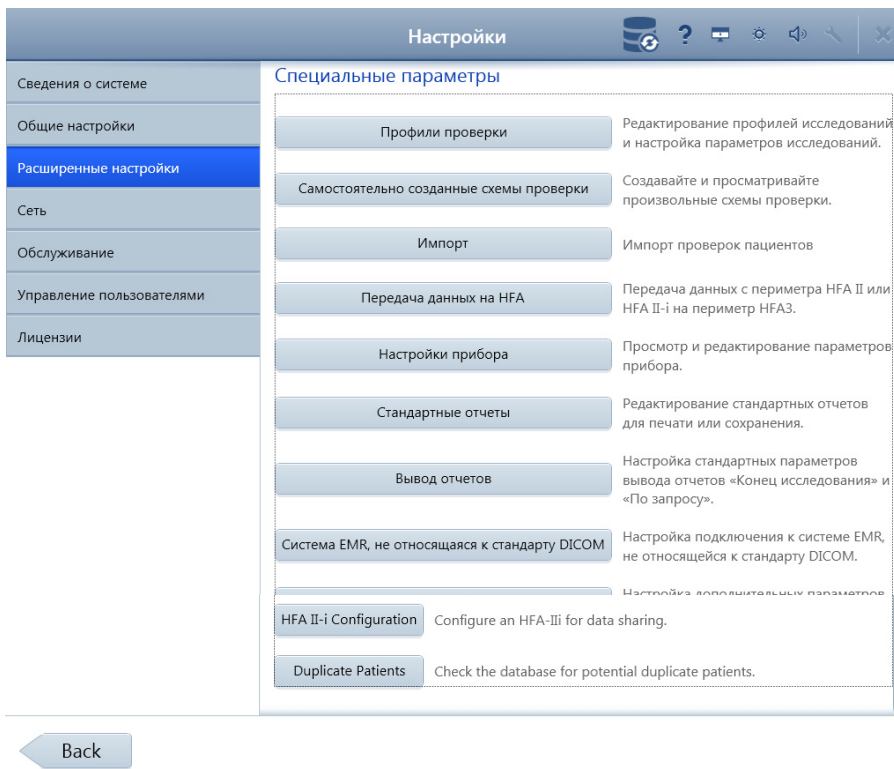 Настройки
?
Сведения о системе
Общие настройки
Расширенные настройки
Сеть
Обслуживание
Управление пользователями
Лицензии
Специальные параметры
Профили проверки
Редактирование профилей исследований
и настройка параметров исследований.
Самостоятельно созданные схемы проверки
Создавайте и просматривайте
произвольные схемы проверки.
Импорт
Импорт проверок пациентов
Передача данных на HFA
Передача данных с периметра HFA II или
HFA II-i на периметр HFA3.
Настройки прибора
Просмотр и редактирование параметров
прибора.
Стандартные отчеты
Редактирование стандартных отчетов
для печати или сохранения.
Вывод отчетов
Настройка стандартных параметров
вывода отчетов «Конец исследования» и
«По запросу».
Система EMR, не относящаяся к стандарту DICOM
Настройка подключения к системе EMR,
не относящейся к стандарту DICOM.
Настройка дополнительных параметров
HFA II-i Configuration
Configure an HFA-IIi for data sharing.
Duplicate Patients
Check the database for potential duplicate patients.
Back